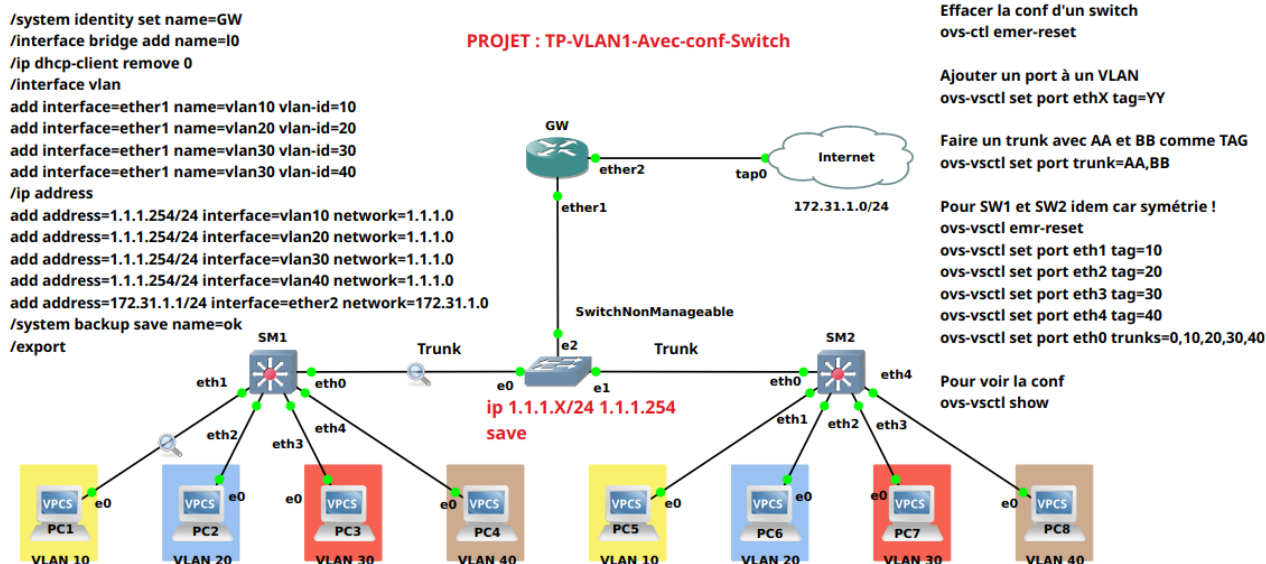 /system identity set name=GW
/interface bridge add name=l0
/ip dhcp-client remove 0
/interface vlan
add interface=ether1 name=vlan10 vlan-id=10
add interface=ether1 name=vlan20 vlan-id=20
add interface=ether1 name=vlan30 vlan-id=30
add interface=ether1 name=vlan30 vlan-id=40
/ip address
add address=1.1.1.254/24 interface=vlan10 network=1.1.1.0
add address=1.1.1.254/24 interface=vlan20 network=1.1.1.0
add address=1.1.1.254/24 interface=vlan30 network=1.1.1.0
add address=1.1.1.254/24 interface=vlan40 network=1.1.1.0
add address=172.31.1.1/24 interface=ether2 network=172.31.1.0
/system backup save name=ok
/export
PROJET : TP-VLAN1-Avec-conf-Switch
Effacer la conf d'un switch
ovs-ctl emer-reset
Ajouter un port à un VLAN
ovs-vsctl set port ethX tag=YY
Faire un trunk avec AA et BB comme TAG
ovs-vsctl set port trunk=AA,BB
Pour SW1 et SW2 idem car symétrie !
ovs-vsctl emr-reset
ovs-vsctl set port eth1 tag=10
ovs-vsctl set port eth2 tag=20
ovs-vsctl set port eth3 tag=30
ovs-vsctl set port eth4 tag=40
ovs-vsctl set port eth0 trunks=0,10,20,30,40
Pour voir la conf
ovs-vsctl show
GW
ether2
tap0
Internet
172.31.1.0/24
ether1
SwitchNonManageable
e2
SM1
Trunk
Trunk
SM2
eth1
eth0
e0
e1
eth0
eth4
ip 1.1.1.X/24 1.1.1.254
save
eth2
eth3
eth4
eth1
eth2
eth3
e0
e0
e0
e0
e0
e0
e0
e0
VPCS
VPCS
VPCS
VPCS
VPCS
VPCS
VPCS
VPCS
PC1
PC2
PC3
PC4
PC5
PC6
PC7
PC8
VLAN 10
VLAN 20
VLAN 30
VLAN 40
VLAN 10
VLAN 20
VLAN 30
VLAN 40